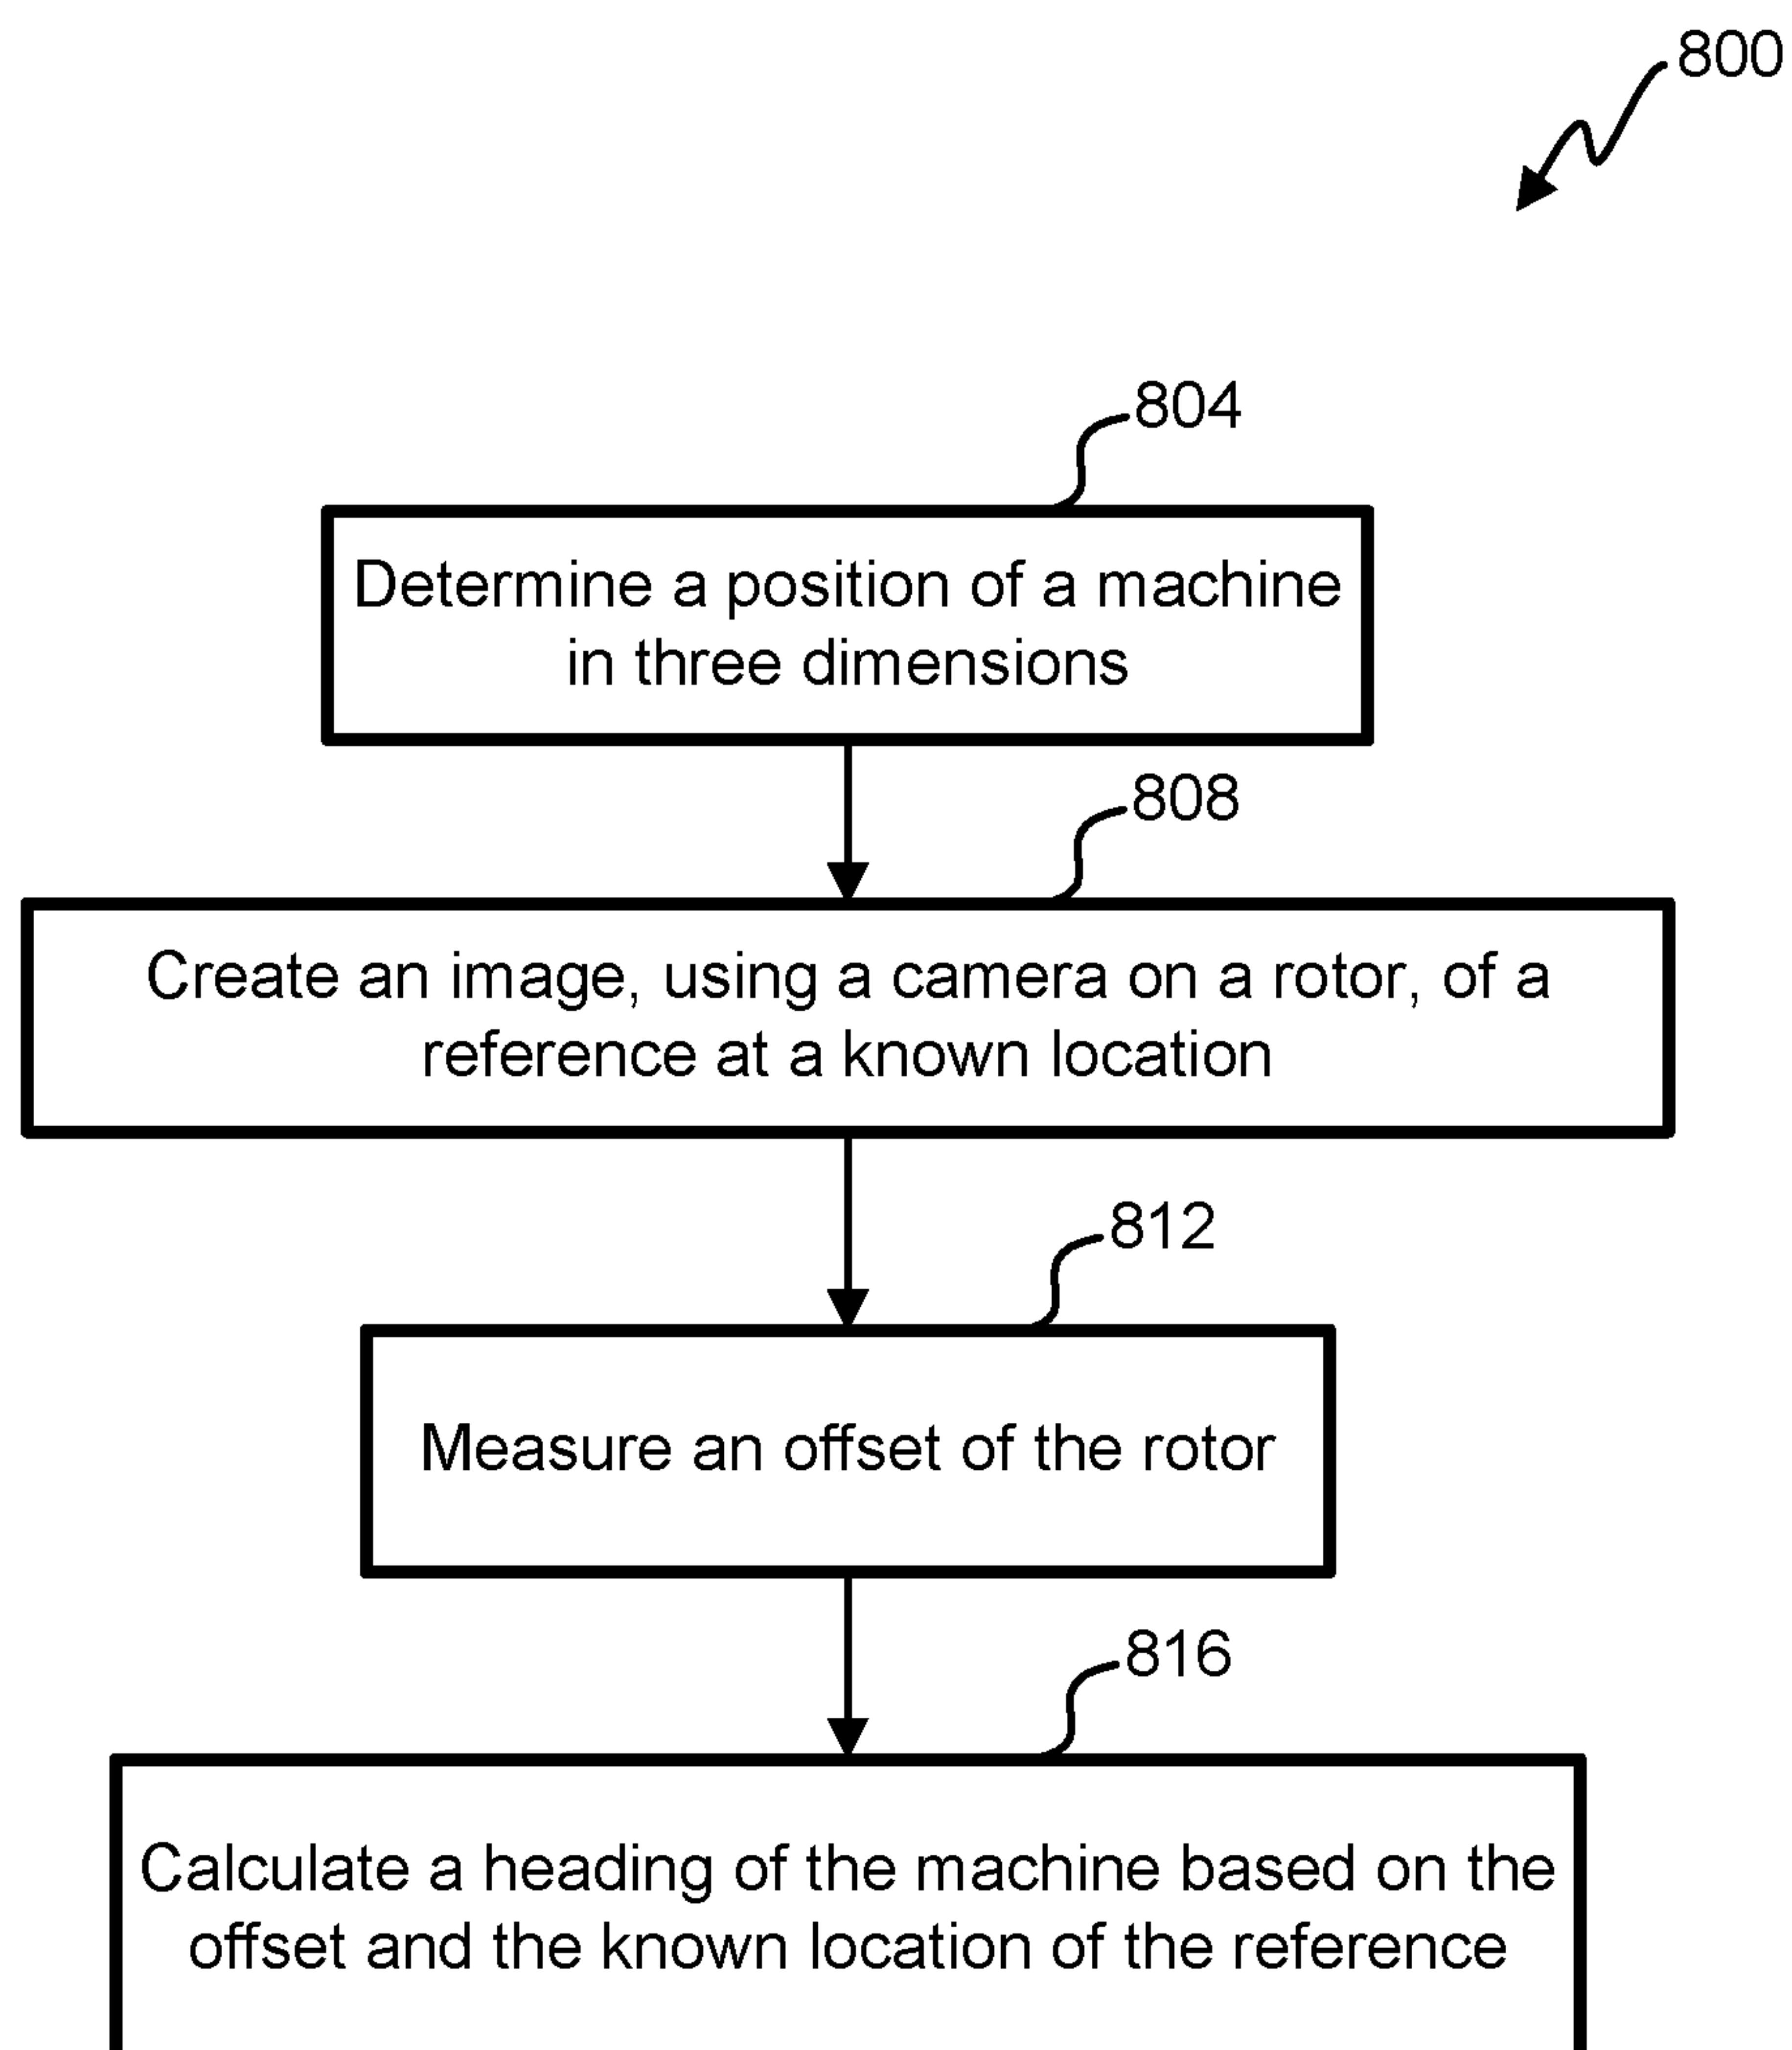 800
804
Determine a position of a machine
in three dimensions
808
Create an image, using a camera on a rotor, of a
reference at a known location
812
Measure an offset of the rotor
816
Calculate a heading of the machine based on the
offset and the known location of the reference